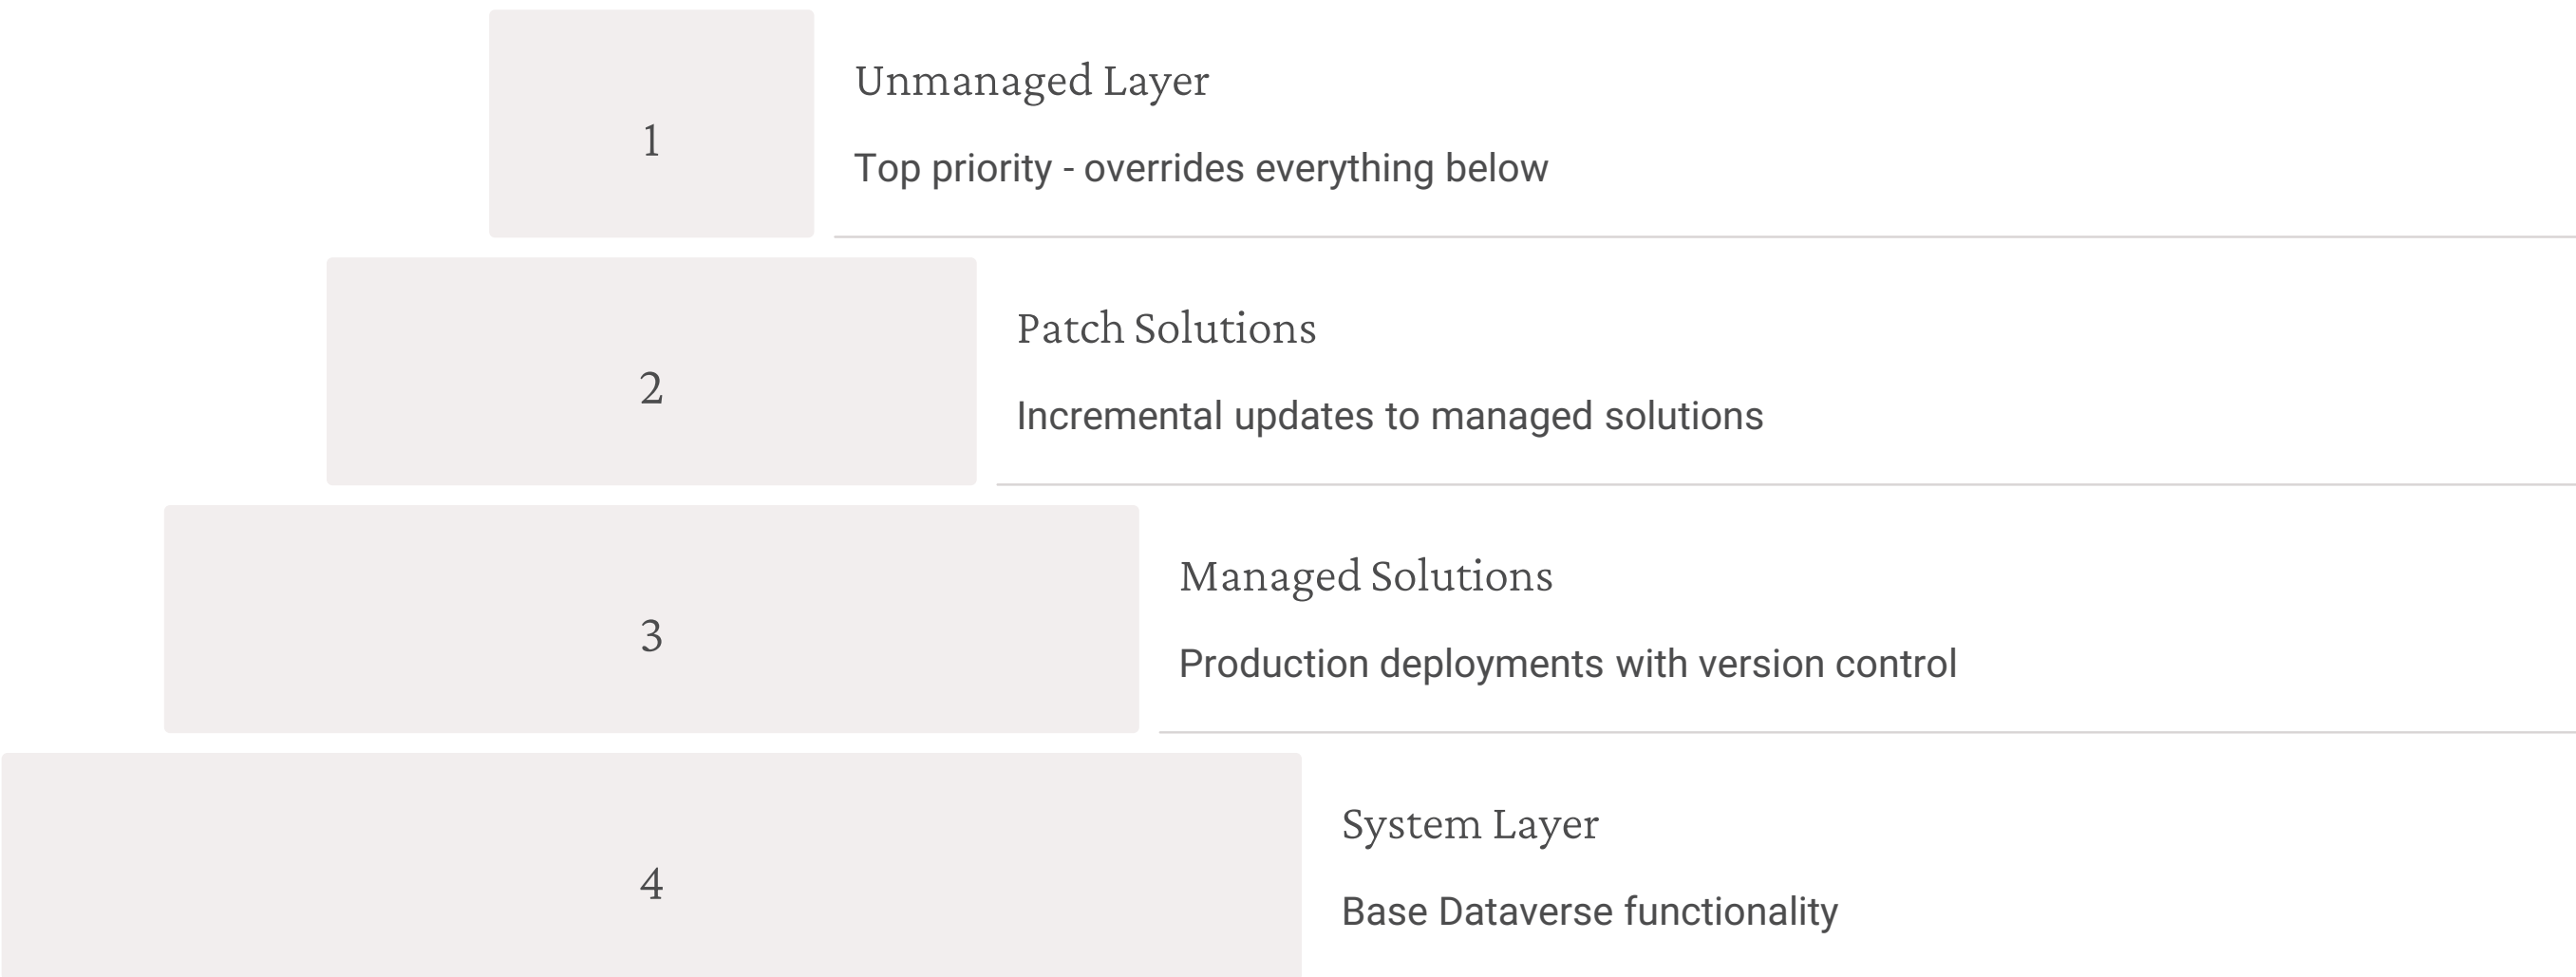 1
Unmanaged Layer
Top priority - overrides everything below
2
Patch Solutions
Incremental updates to managed solutions
3
Managed Solutions
Production deployments with version control
4
System Layer
Base Dataverse functionality